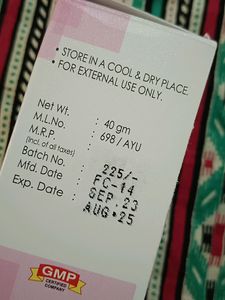 • STORE IN A COOL & DRY PLACE.
• FOR EXTERNAL USE ONLY.
Net Wt. : 40 gm
M.L.No. : 698 / AYU
M.R.P. : 225/-
(incl. of all taxes)
Batch No. : FC-14
Mfd. Date : SEP.23
Exp. Date : AUG.25
GMP
CERTIFIED
COMPANY